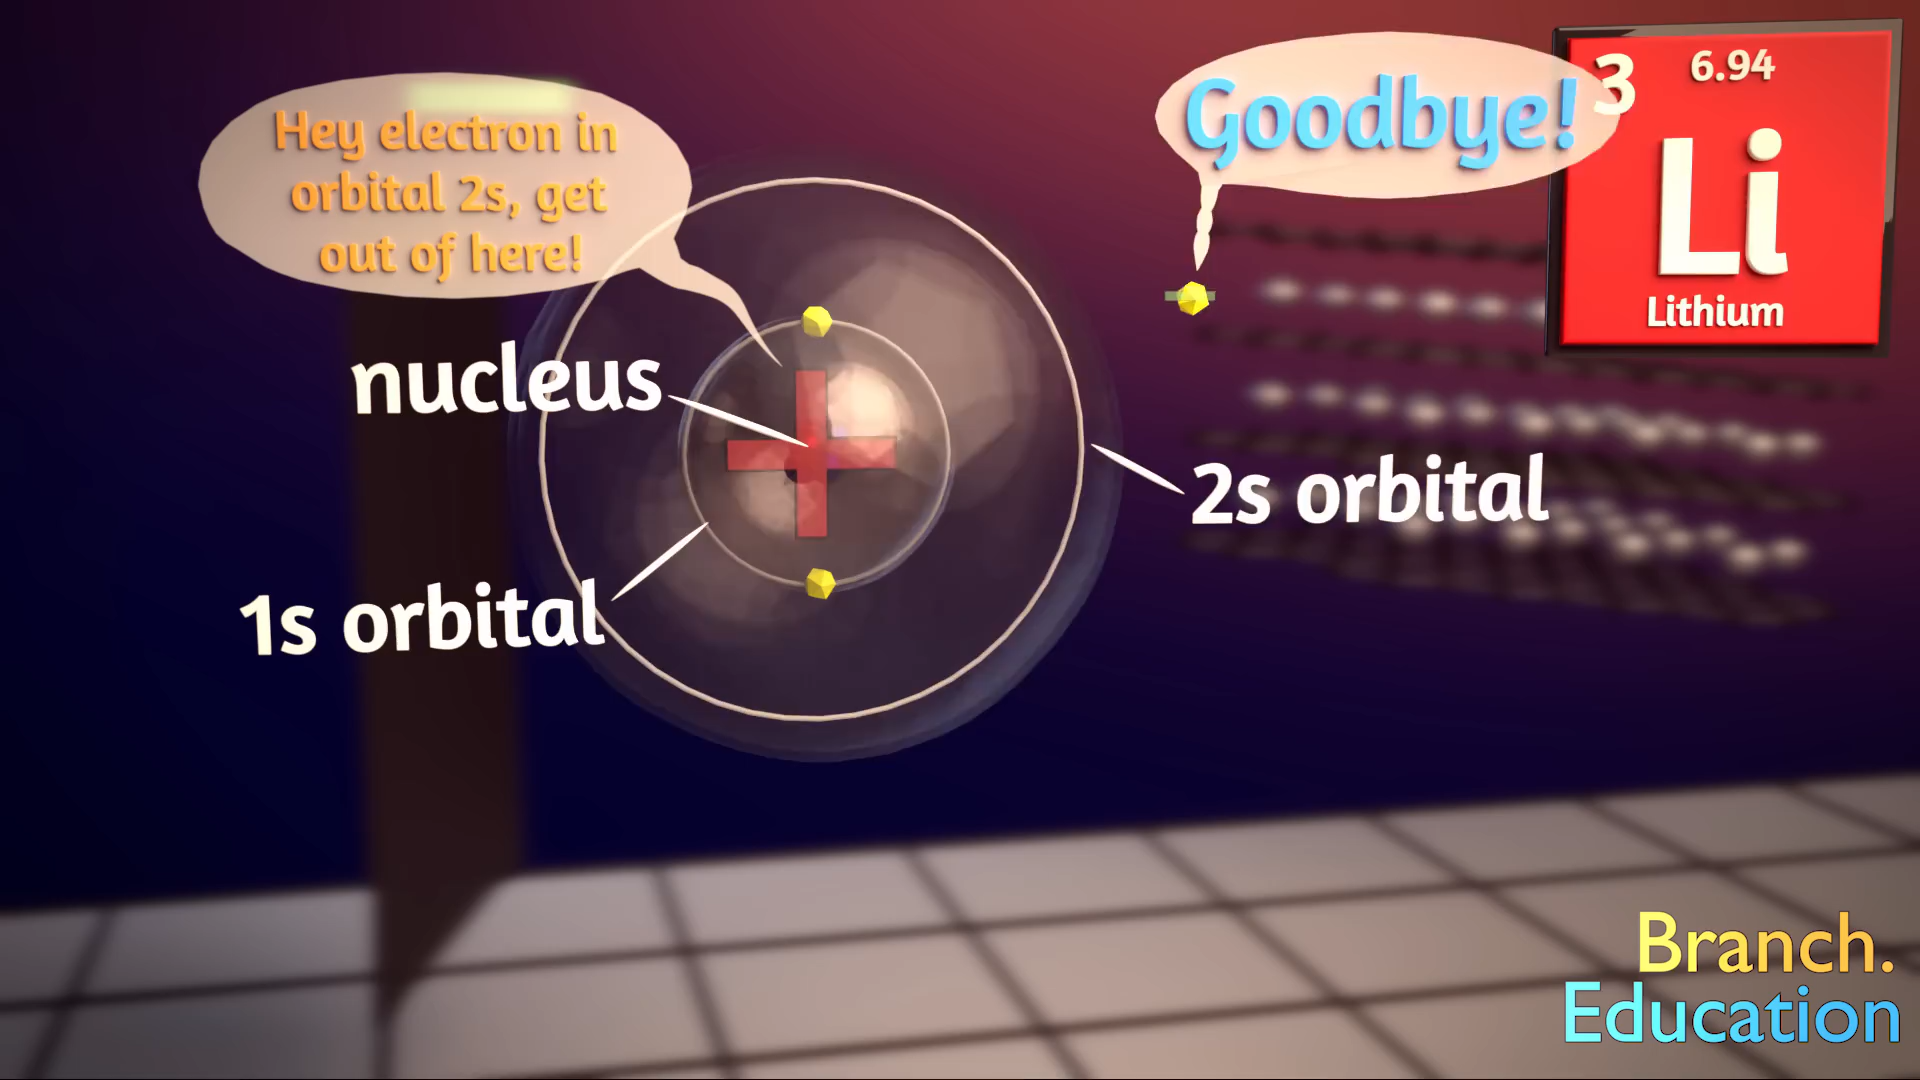 Hey electron in
orbital 2s, get
out of here!
Goodbye!
3
6.94
Li
Lithium
nucleus
2s orbital
1s orbital
Branch.
Education